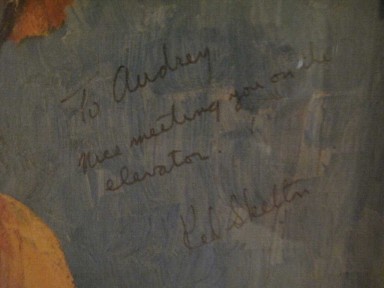 To Audrey
Nice meeting you on the
elevator.
Red Skelton